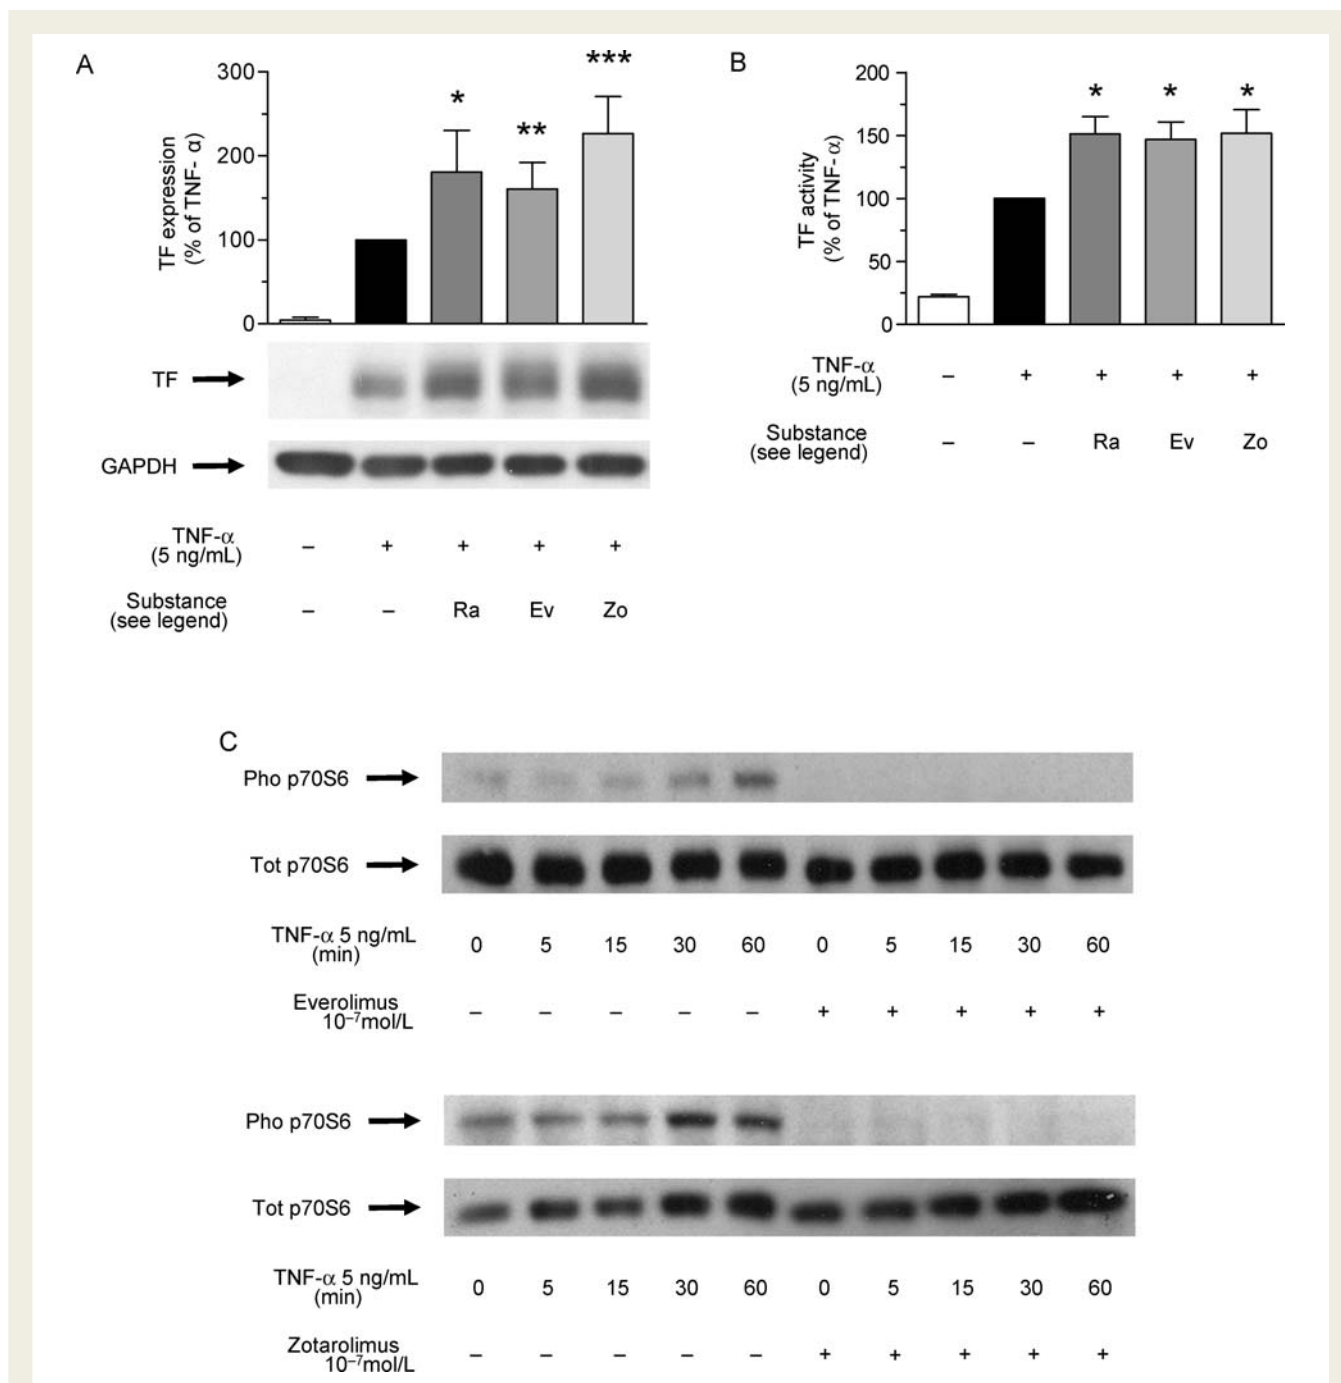 A
TF expression
(% of TNF- α)
300
200
100
0
*
**
***
TF
GAPDH
TNF-α
(5 ng/mL)
– + + + +
Substance
(see legend)
– – Ra Ev Zo
B
TF activity
(% of TNF-α)
200
150
100
50
0
* * *
TNF-α
(5 ng/mL)
– + + + +
Substance
(see legend)
– – Ra Ev Zo
C
Pho p70S6
Tot p70S6
TNF-α 5 ng/mL
(min)
0 5 15 30 60 0 5 15 30 60
Everolimus
10⁻⁷mol/L
– – – – – + + + + +
Pho p70S6
Tot p70S6
TNF-α 5 ng/mL
(min)
0 5 15 30 60 0 5 15 30 60
Zotarolimus
10⁻⁷mol/L
– – – – – + + + + +